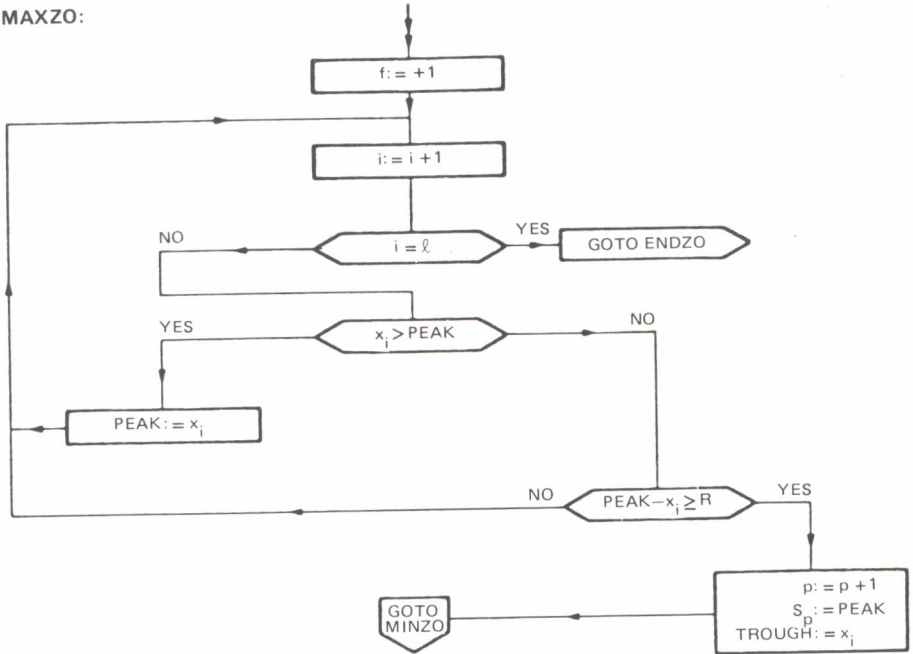 MAXZO:
f: = +1
i: = i +1
i = ℓ
YES
GOTO ENDZO
NO
x_i > PEAK
YES
NO
PEAK: = x_i
PEAK–x_i ≥ R
NO
YES
p: = p +1
S_p: = PEAK
TROUGH: = x_i
GOTO
MINZO